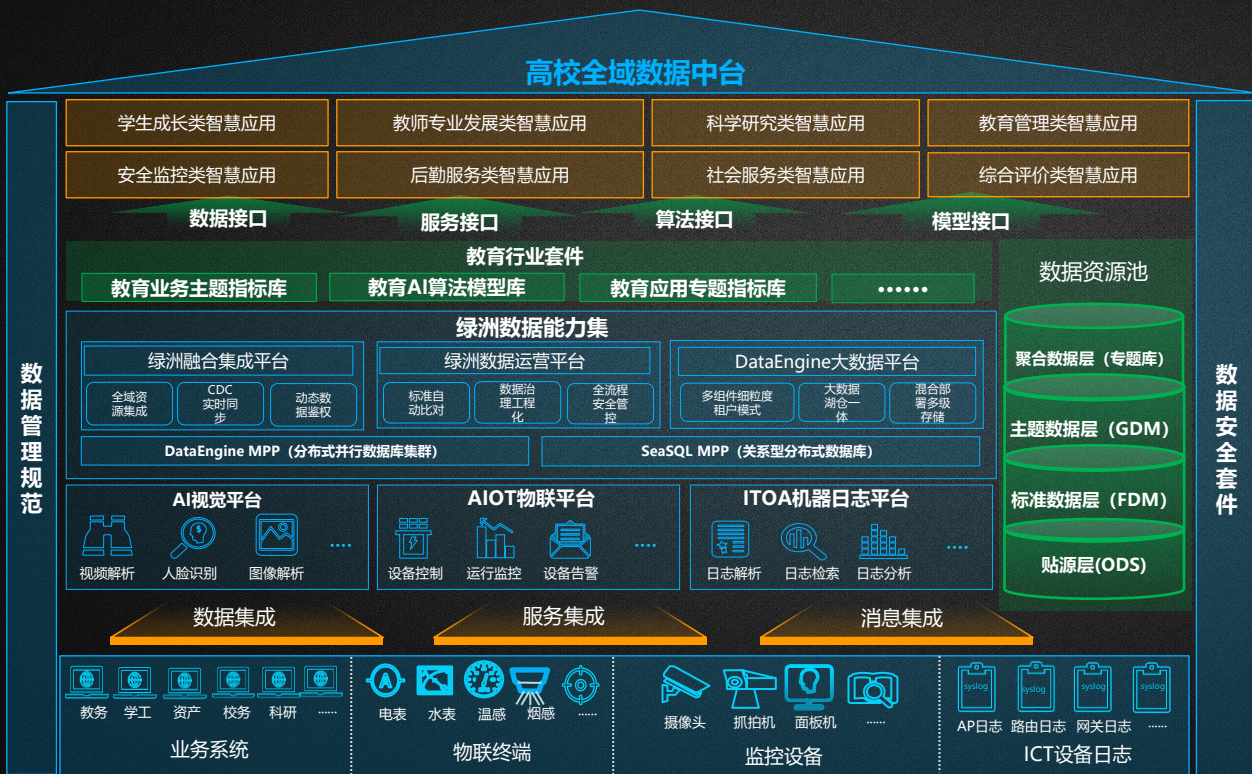 高校全域数据中台
数据管理规范
学生成长类智慧应用
教师专业发展类智慧应用
科学研究类智慧应用
教育管理类智慧应用
安全监控类智慧应用
后勤服务类智慧应用
社会服务类智慧应用
综合评价类智慧应用
数据接口
服务接口
算法接口
模型接口
教育行业套件
教育业务主题指标库
教育AI算法模型库
教育应用专题指标库
······
绿洲数据能力集
绿洲融合集成平台
全域资
源集成
CDC
实时同
步
动态数
据鉴权
绿洲数据运营平台
标准自
动比对
数据治
理工程
化
全流程
安全管
控
DataEngine大数据平台
多组件细粒度
租户模式
大数据
湖仓一
体
混合部
署多级
存储
DataEngine MPP（分布式并行数据库集群）
SeaSQL MPP（关系型分布式数据库）
AI视觉平台
视频解析
人脸识别
图像解析
····
AIOT物联平台
设备控制
运行监控
设备告警
····
ITOA机器日志平台
日志解析
日志检索
日志分析
····
数据资源池
聚合数据层（专题库）
主题数据层（GDM）
标准数据层（FDM）
贴源层(ODS)
数据集成
服务集成
消息集成
教务
学工
资产
校务
科研
······
业务系统
A
电表
水表
温感
烟感
······
物联终端
摄像头
抓拍机
面板机
······
监控设备
syslog
syslog
syslog
syslog
AP日志
路由日志
网关日志
······
ICT设备日志
数据安全套件